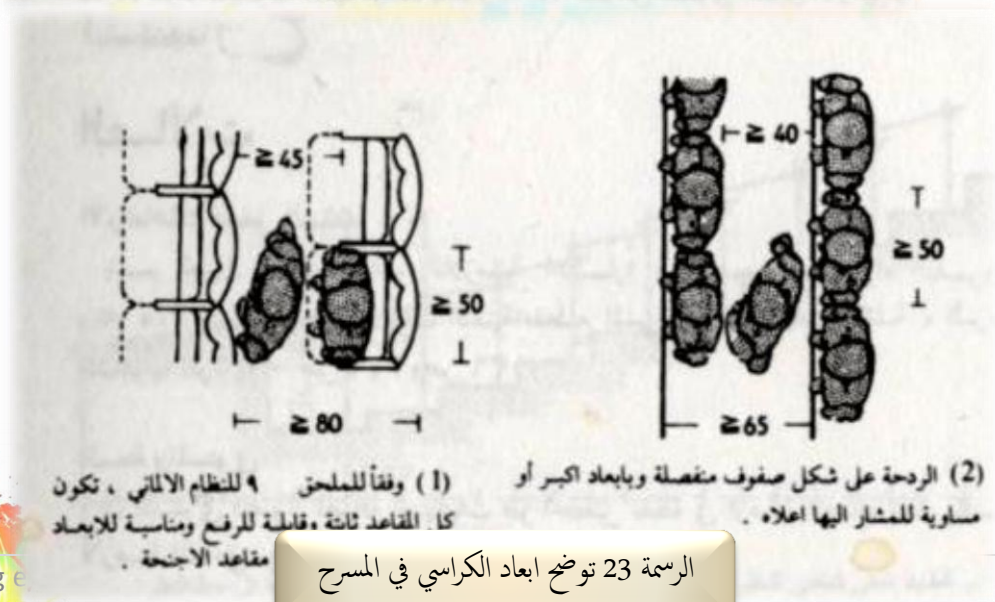 ≧ 45
≧ 50
≧ 80
≧ 40
≧ 50
≧ 65
(2) الردحة على شكل صفوف منفصلة وبابعاد اكبر أو
مساوية للمشار اليها اعلاه .
(1) وفقاً للملحق ٩ للنظام الالماني ، تكون
كل المقاعد ثابتة وقابلة للرفع ومناسبة للابعاد
مقاعد الاجنحة .
الرسمة 23 توضح ابعاد الكراسي في المسرح